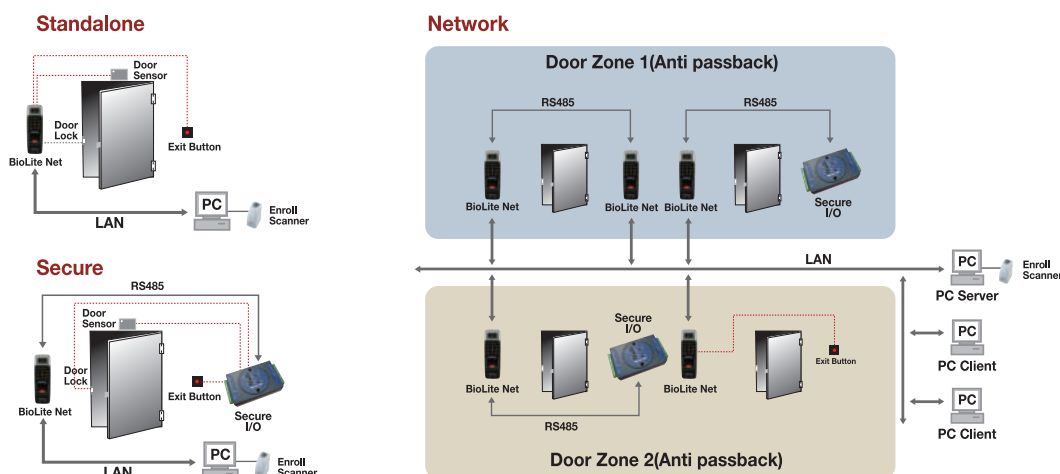 Standalone
Door
Sensor
Door
Lock
BioLite Net
Exit Button
LAN
PC
Enroll
Scanner
Secure
RS485
Door
Sensor
Door
Lock
BioLite Net
Exit Button
Secure
I/O
LAN
PC
Enroll
Scanner
Network
Door Zone 1(Anti passback)
RS485
RS485
BioLite Net
BioLite Net
BioLite Net
Secure
I/O
LAN
PC
Enroll
Scanner
PC Server
PC
PC Client
PC
PC Client
Secure
I/O
BioLite Net
BioLite Net
Exit Button
RS485
Door Zone 2(Anti passback)